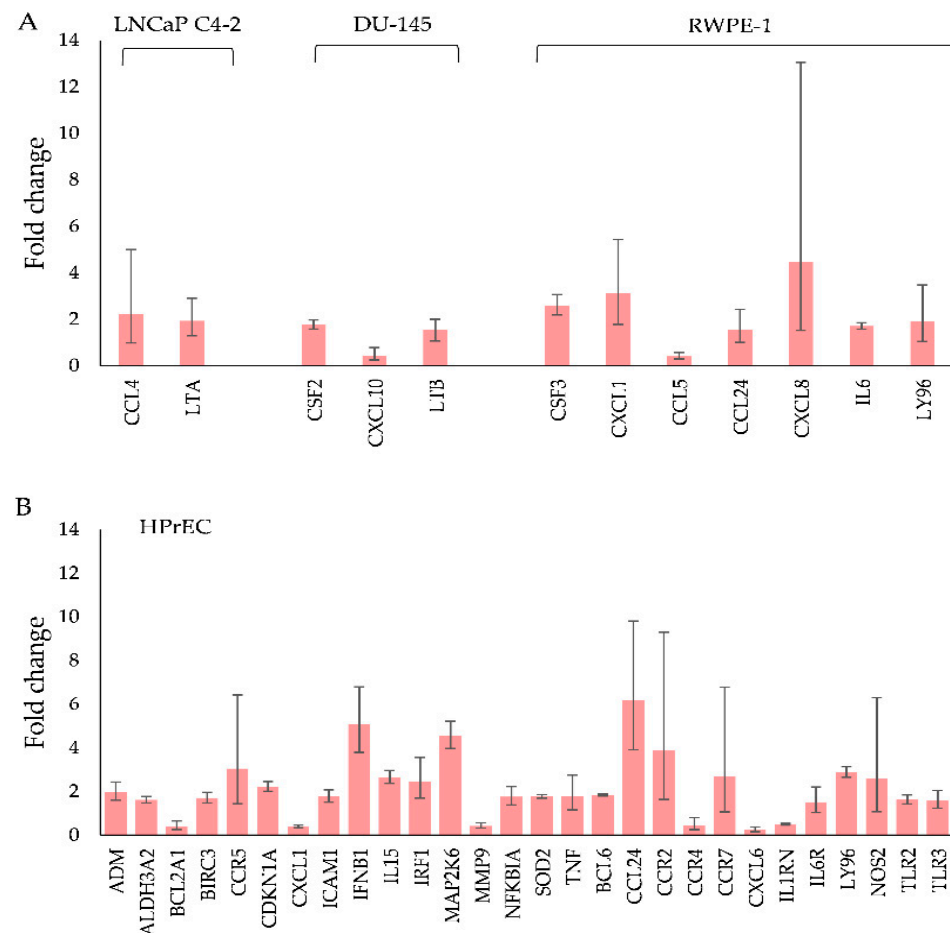 A
LNCaP C4-2 DU-145 RWPE-1
Fold change
14
12
10
8
6
4
2
0
CCL4 LTA CSF2 CXCL10 LTB CSF3 CXCL1 CCL5 CCL24 CXCL8 IL6 LY96
B
HPrEC
Fold change
14
12
10
8
6
4
2
0
ADM ALDH3A2 BCL2A1 BIRC3 CCR5 CDKN1A CXCL1 ICAM1 IFNB1 IL15 IRF1 MAP2K6 MMP9 NFKBIA SOD2 TNF BCL6 CCL24 CCR2 CCR4 CCR7 CXCL6 IL1RN IL6R LY96 NOS2 TLR2 TLR3